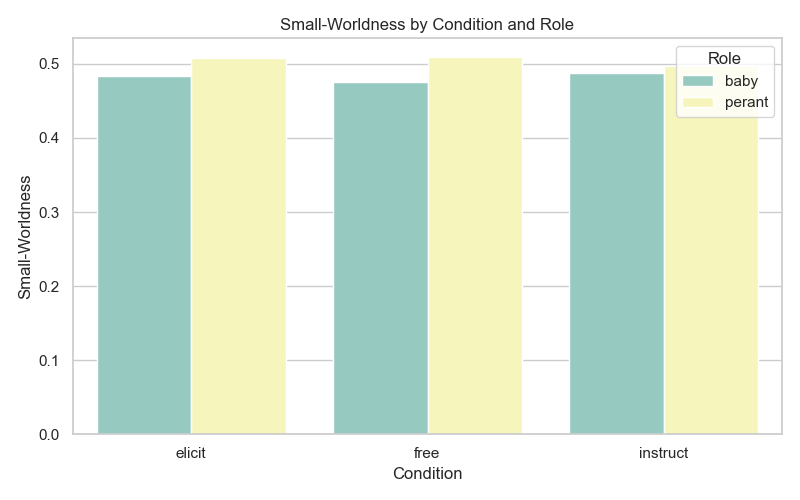 Small-Worldness by Condition and Role
Role
baby
perant
0.5
0.4
0.3
0.2
0.1
0.0
Small-Worldness
elicit
free
instruct
Condition